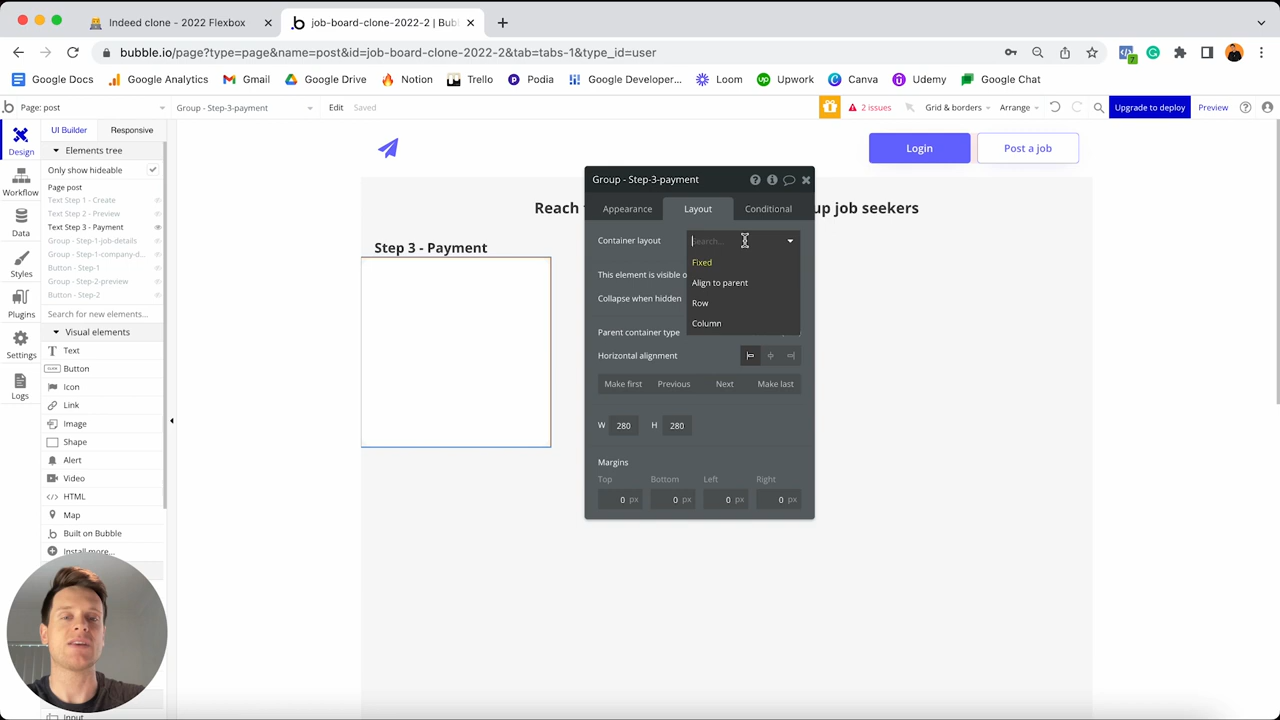 Indeed clone - 2022 Flexbox
job-board-clone-2022-2 | Bub
bubble.io/page?type=page&name=post&id=job-board-clone-2022-2&tab=tabs-1&type_id=user
7
Google Docs
Google Analytics
Gmail
Google Drive
Notion
Trello
Podia
Google Developer...
Loom
Upwork
Canva
Udemy
Google Chat
Page: post
Group - Step-3-payment
Edit
Saved
2 issues
Grid & borders
Arrange
Upgrade to deploy
Preview
Design
Workflow
Data
Styles
Plugins
Settings
Logs
UI Builder
Responsive
Elements tree
Only show hideable
Page post
Text Step 1 - Create
Text Step 2 - Preview
Text Step 3 - Payment
Group - Step-1-job-details
Group - Step-1-company-d...
Button - Step-1
Group - Step-2-preview
Button - Step-2
Search for new elements...
Visual elements
Text
Button
Icon
Link
Image
Shape
Alert
Video
HTML
Map
Built on Bubble
Install more...
Input
Login
Post a job
Reach
up job seekers
Step 3 - Payment
Group - Step-3-payment
Appearance
Layout
Conditional
Container layout
Search...
Fixed
Align to parent
Row
Column
This element is visible o
Collapse when hidden
Parent container type
Horizontal alignment
Make first
Previous
Next
Make last
W 280
H 280
Margins
Top
Bottom
Left
Right
0 px
0 px
0 px
0 px